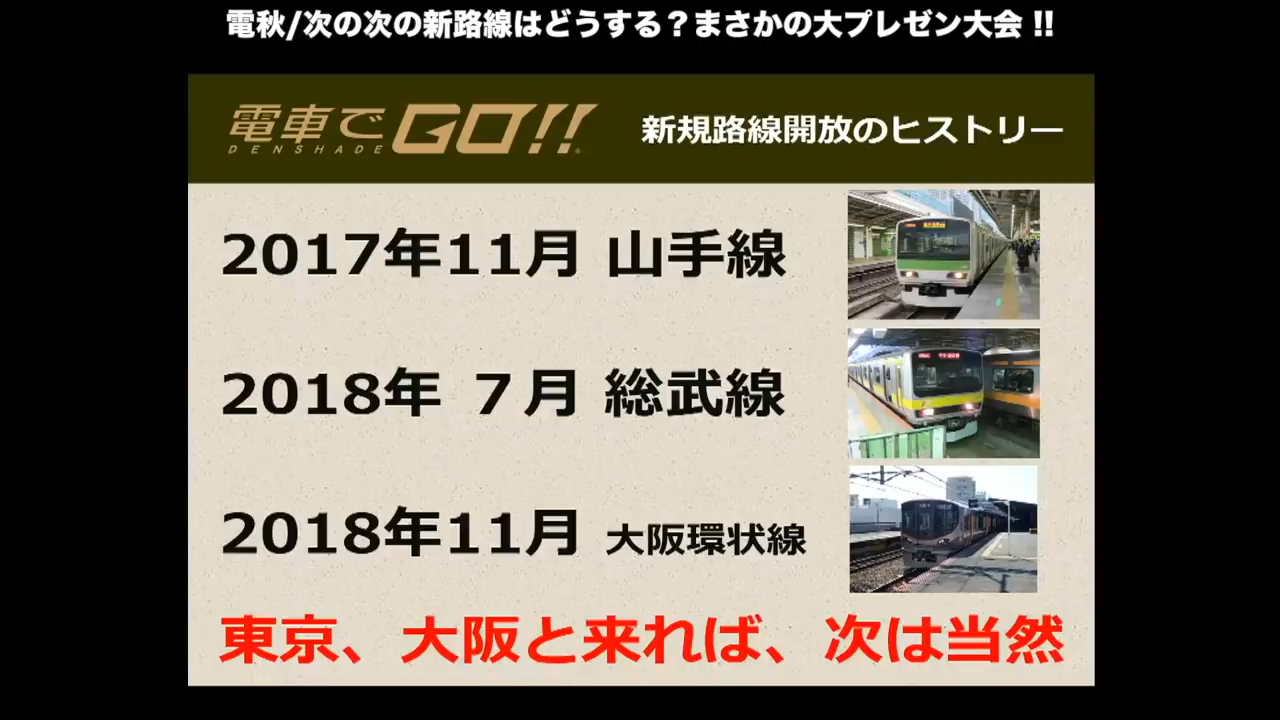 電秋/次の次の新路線はどうする？まさかの大プレゼン大会 !!
電車でGO!!
DENSHADE
新規路線開放のヒストリー
2017年11月 山手線
2018年 ７月 総武線
2018年11月 大阪環状線
東京、大阪と来れば、次は当然